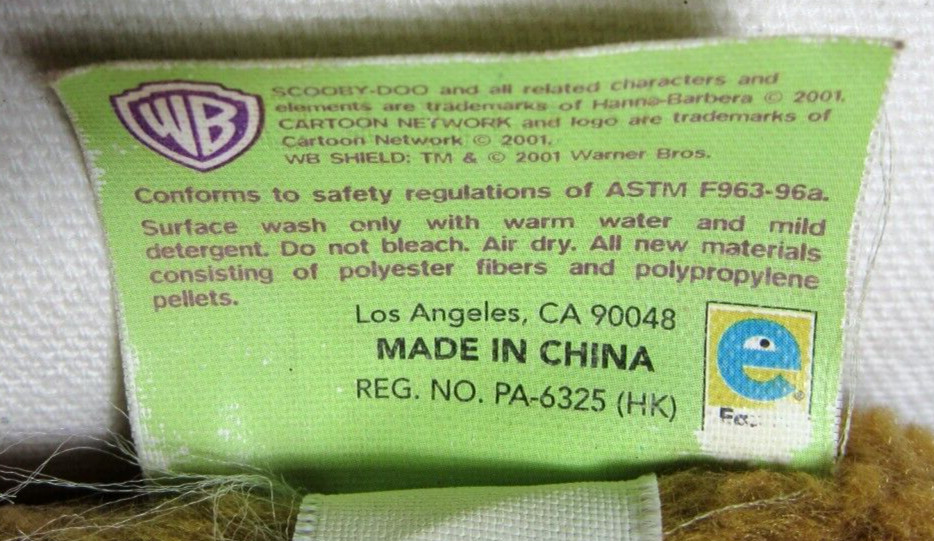 WB
SCOOBY-DOO and all related characters and
elements are trademarks of Hanna-Barbera © 2001.
CARTOON NETWORK and logo are trademarks of
Cartoon Network © 2001.
WB SHIELD: TM & © 2001 Warner Bros.
Conforms to safety regulations of ASTM F963-96a.
Surface wash only with warm water and mild
detergent. Do not bleach. Air dry. All new materials
consisting of polyester fibers and polypropylene
pellets.
Los Angeles, CA 90048
MADE IN CHINA
REG. NO. PA-6325 (HK)
e